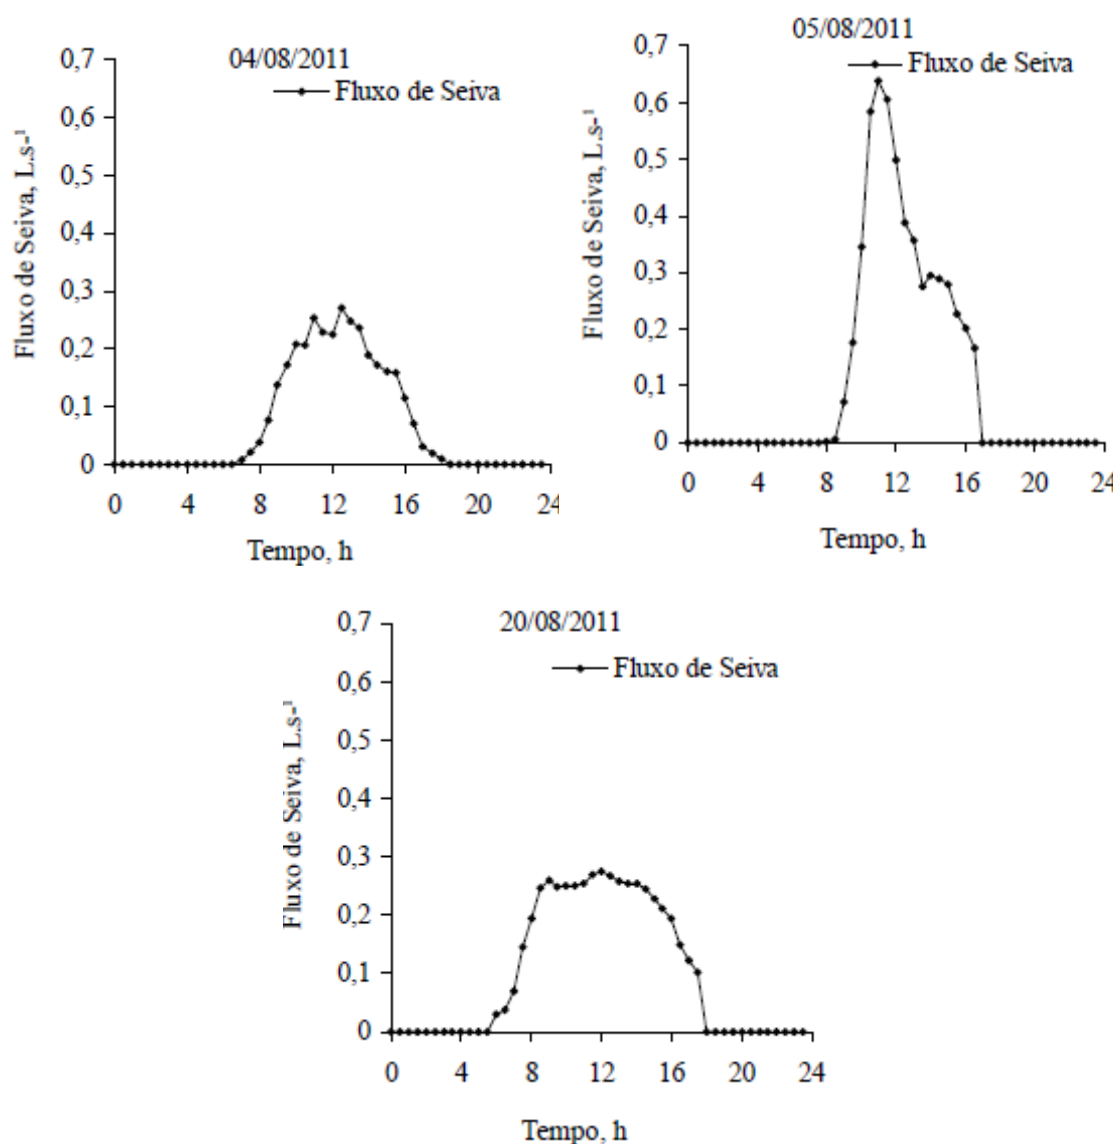 04/08/2011
Fluxo de Seiva
Fluxo de Seiva, L.s-¹
0,7
0,6
0,5
0,4
0,3
0,2
0,1
0
0 4 8 12 16 20 24
Tempo, h
05/08/2011
Fluxo de Seiva
Fluxo de Seiva, L.s-¹
0,7
0,6
0,5
0,4
0,3
0,2
0,1
0
0 4 8 12 16 20 24
Tempo, h
20/08/2011
Fluxo de Seiva
Fluxo de Seiva, L.s-¹
0,7
0,6
0,5
0,4
0,3
0,2
0,1
0
0 4 8 12 16 20 24
Tempo, h